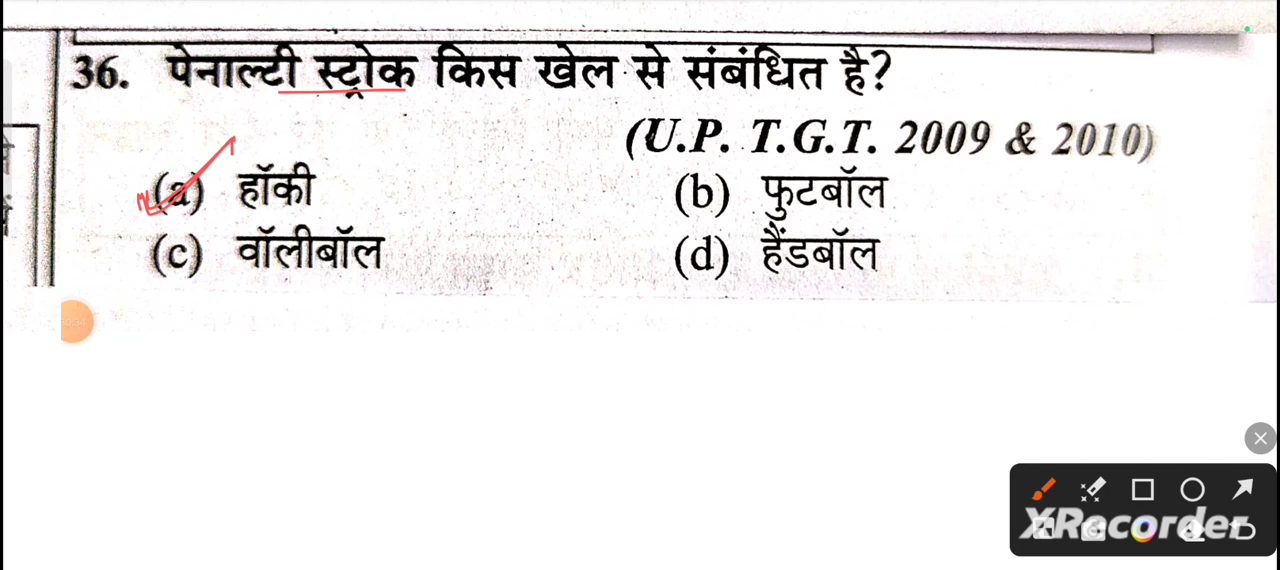 36. पेनाल्टी स्ट्रोक किस खेल से संबंधित है?
(U.P. T.G.T. 2009 & 2010)
(a) हॉकी (b) फुटबॉल
(c) वॉलीबॉल (d) हैंडबॉल
XRecorder